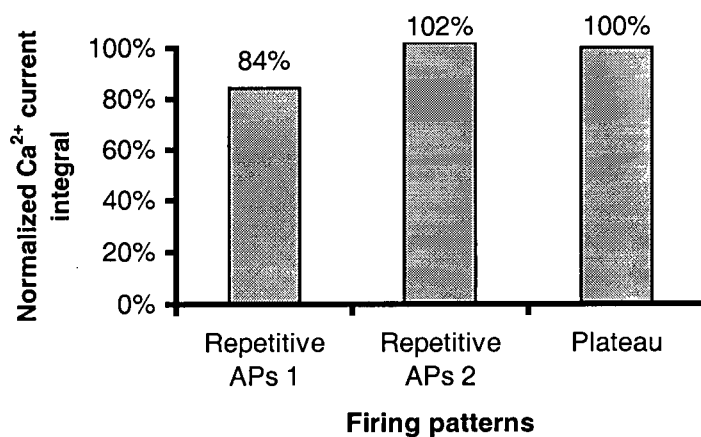 102%
100%
84%
100%
80%
60%
40%
20%
0%
Normalized Ca²⁺ current
integral
Repetitive
APs 1
Repetitive
APs 2
Plateau
Firing patterns